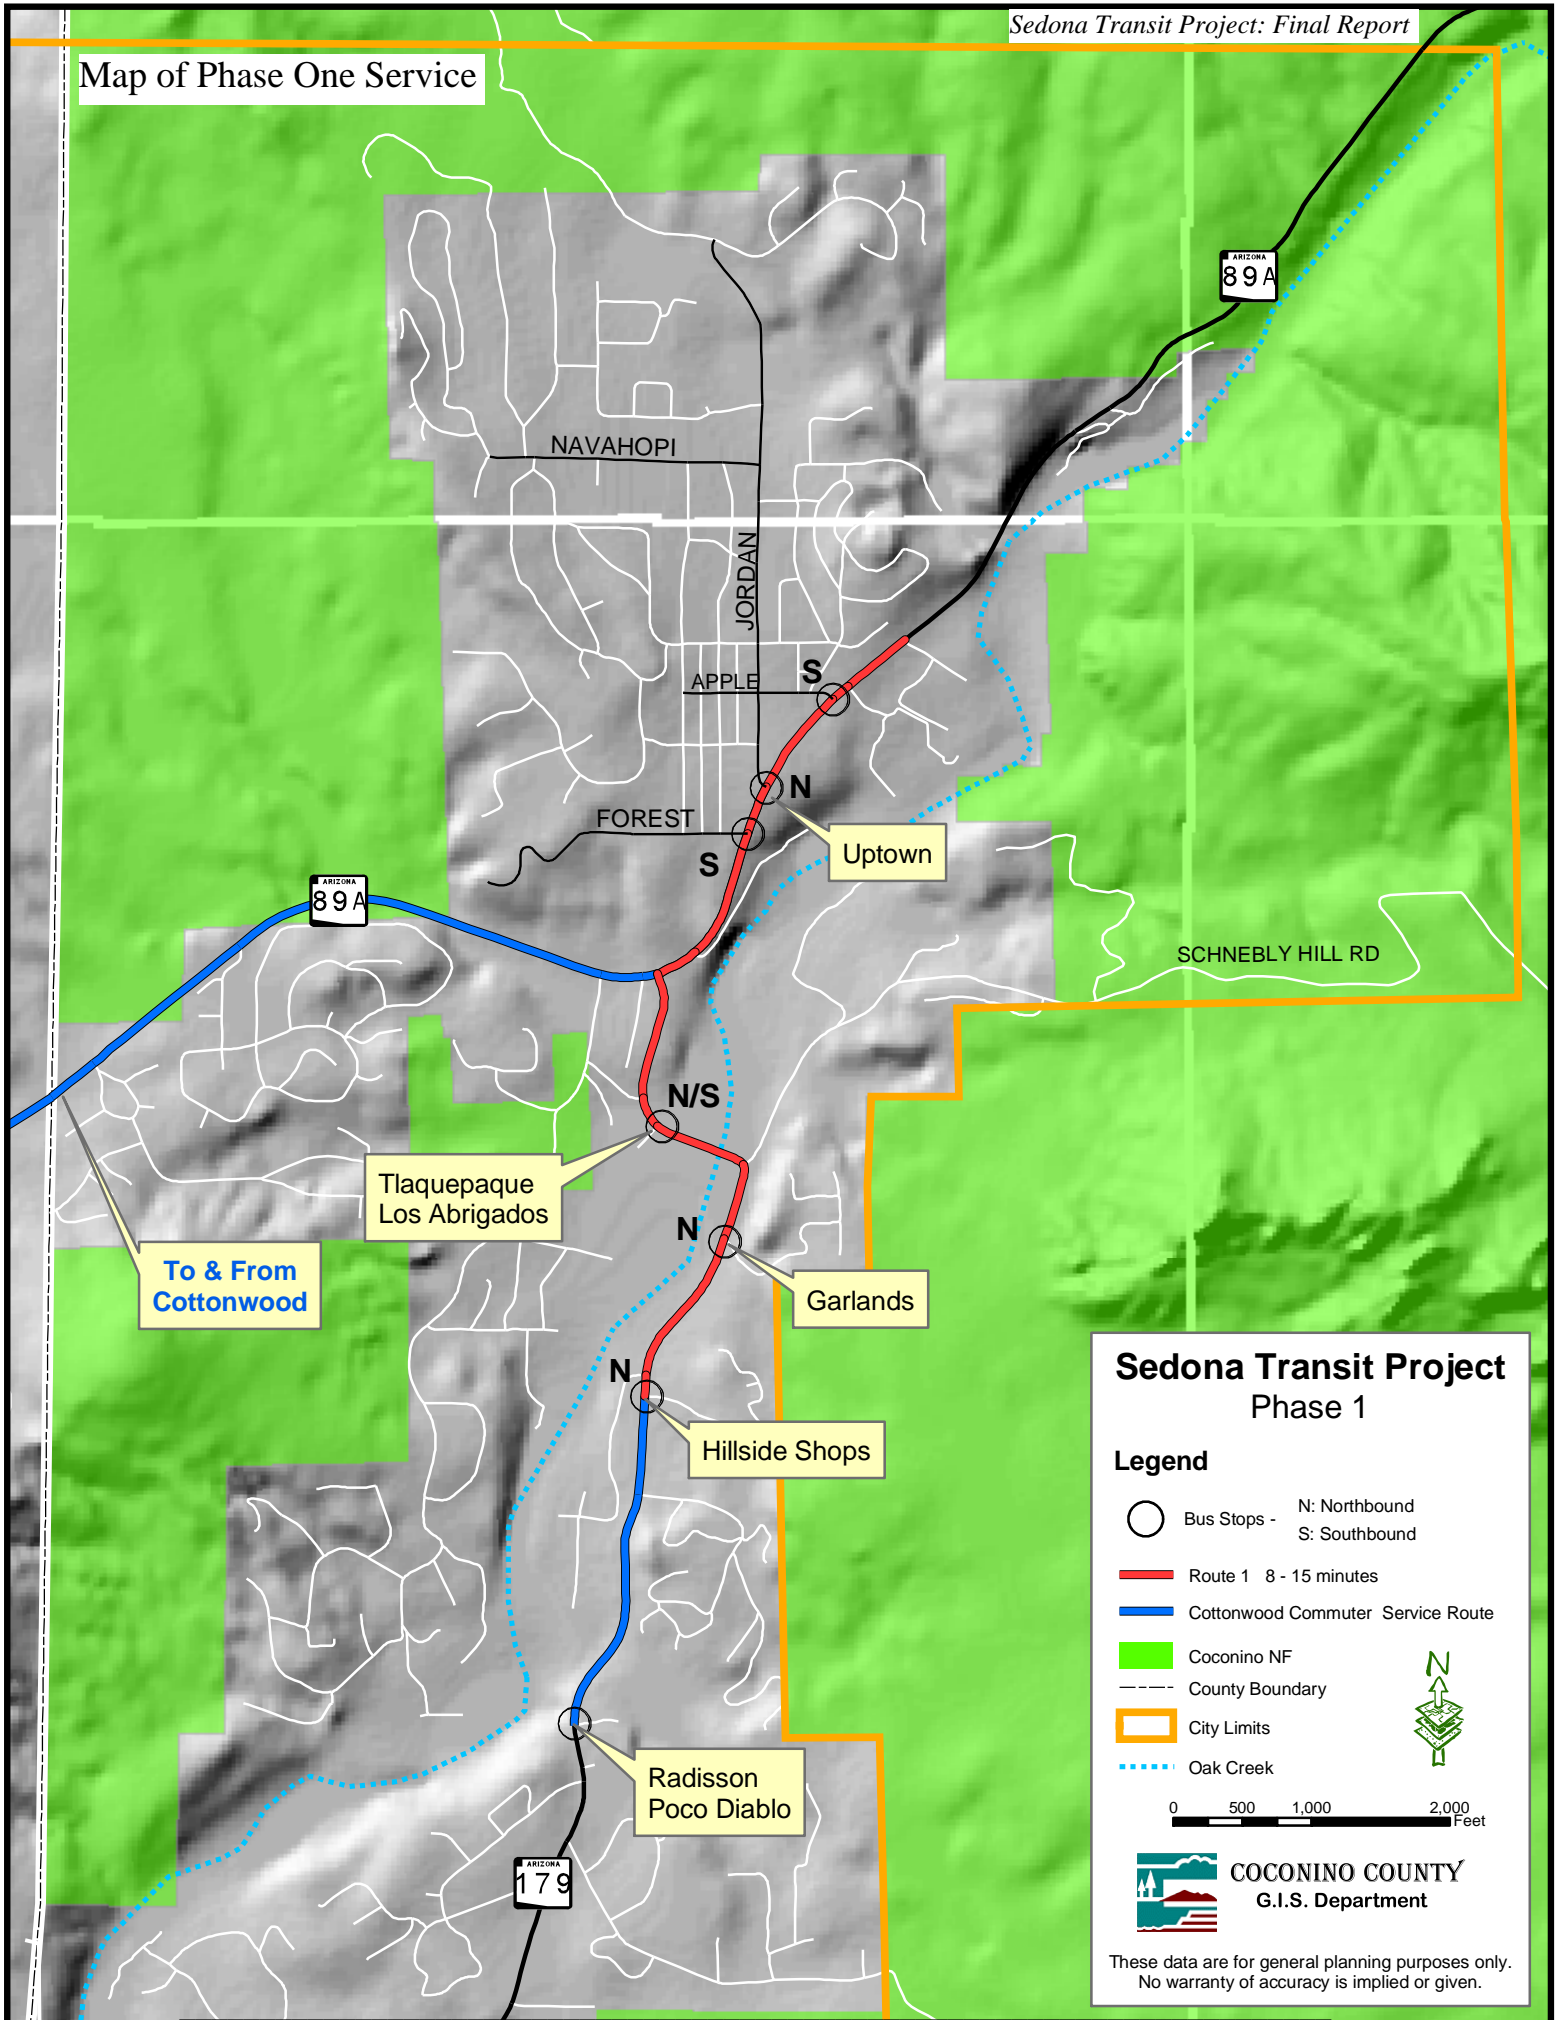 Sedona Transit Project: Final Report
Map of Phase One Service
ARIZONA
89A
NAVAHOPI
JORDAN
APPLE
S
N
FOREST
S
Uptown
ARIZONA
89A
SCHNEBLY HILL RD
N/S
Tlaquepaque
Los Abrigados
N
To & From
Cottonwood
Garlands
N
Hillside Shops
Radisson
Poco Diablo
ARIZONA
179
Sedona Transit Project
Phase 1
Legend
Bus Stops - N: Northbound
S: Southbound
Route 1 8 - 15 minutes
Cottonwood Commuter Service Route
Coconino NF
County Boundary
City Limits
Oak Creek
N
0 500 1,000 2,000
Feet
COCONINO COUNTY
G.I.S. Department
These data are for general planning purposes only.
No warranty of accuracy is implied or given.